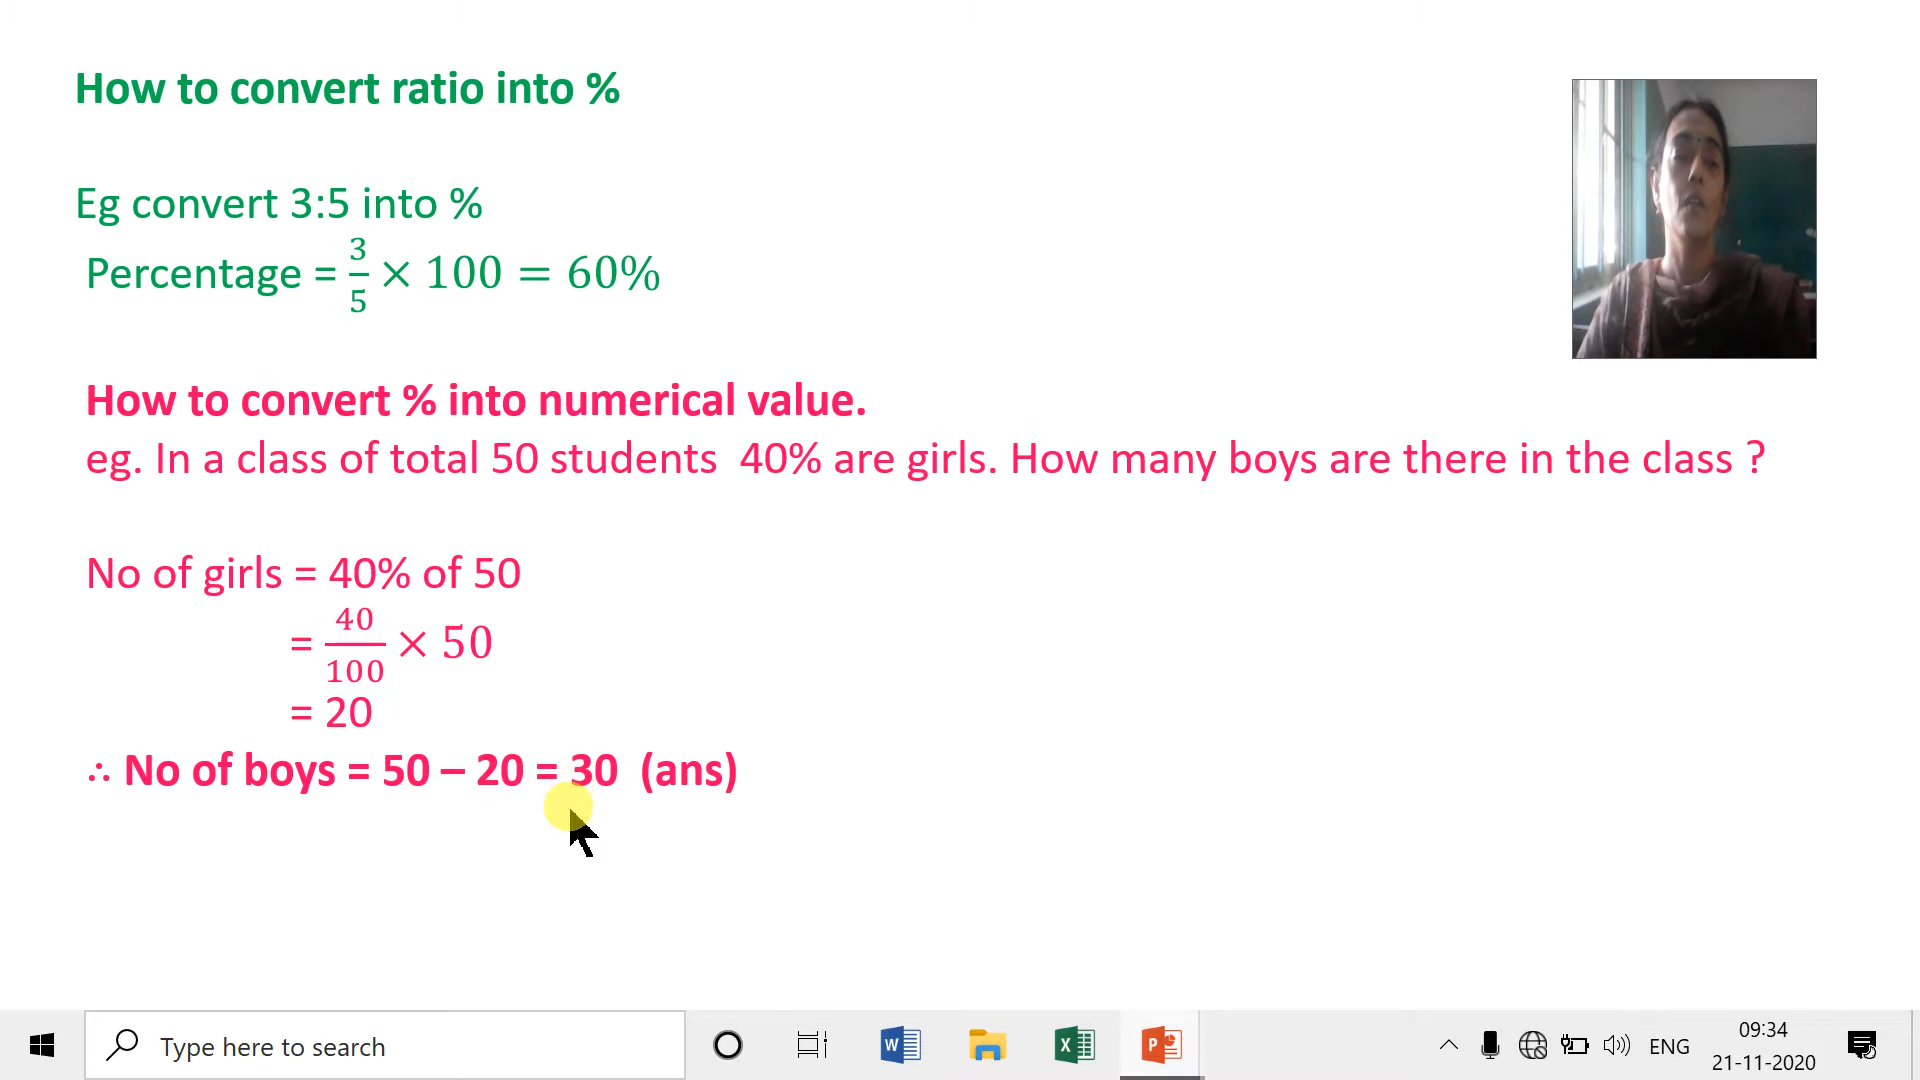 How to convert ratio into %
Eg convert 3:5 into %
Percentage = 3/5 × 100 = 60%
How to convert % into numerical value.
eg. In a class of total 50 students  40% are girls. How many boys are there in the class ?
No of girls = 40% of 50
= 40/100 × 50
= 20
∴ No of boys = 50 – 20 = 30  (ans)
Type here to search
ENG
09:34
21-11-2020